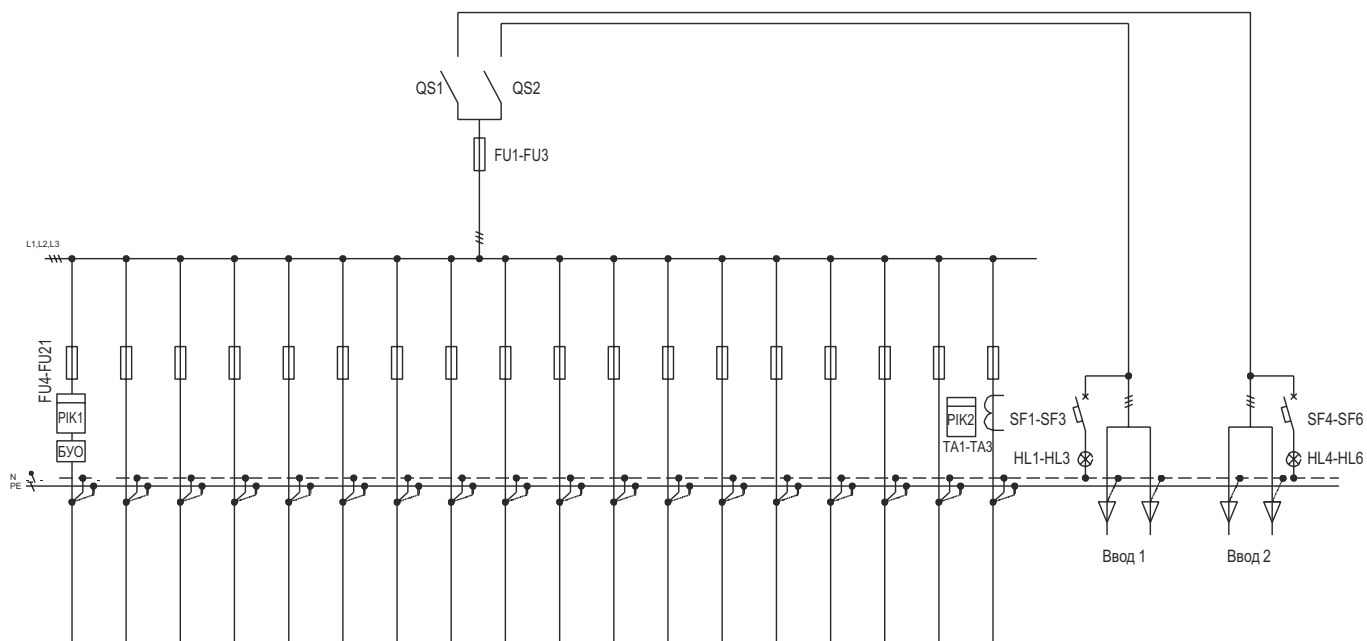 QS1 QS2
FU1-FU3
L1,L2,L3
FU4-FU21
PIK1
PIK2
SF1-SF3
SF4-SF6
БУО
TA1-TA3
HL1-HL3
HL4-HL6
N
PE
Ввод 1
Ввод 2